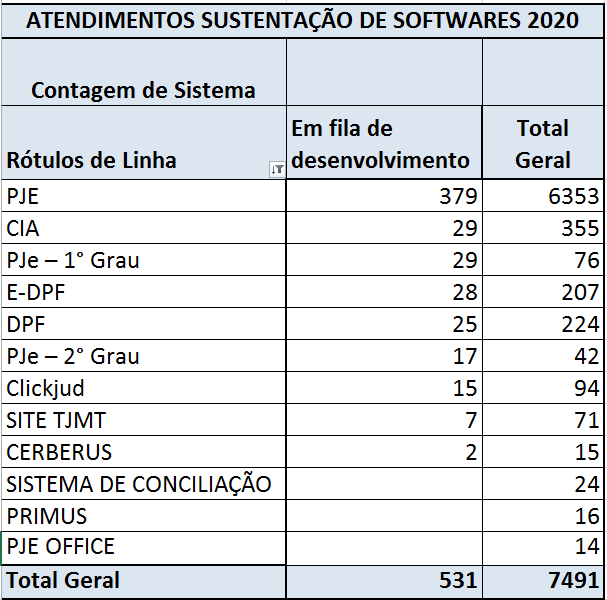 ATENDIMENTOS SUSTENTAÇÃO DE SOFTWARES 2020
Contagem de Sistema
Rótulos de Linha Em fila de desenvolvimento Total Geral
PJE 379 6353
CIA 29 355
PJe – 1° Grau 29 76
E-DPF 28 207
DPF 25 224
PJe – 2° Grau 17 42
Clickjud 15 94
SITE TJMT 7 71
CERBERUS 2 15
SISTEMA DE CONCILIAÇÃO 24
PRIMUS 16
PJE OFFICE 14
Total Geral 531 7491